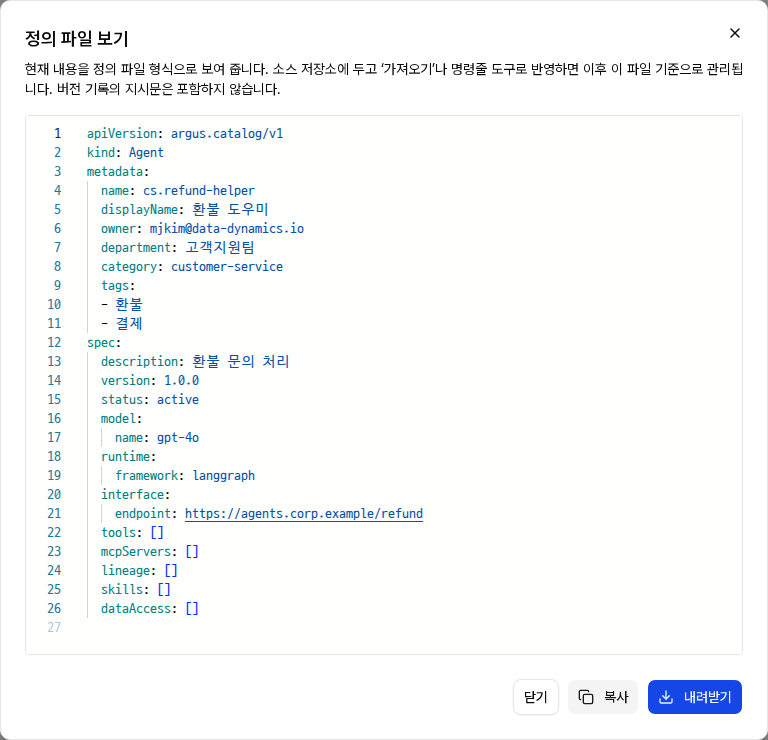 정의 파일 보기
현재 내용을 정의 파일 형식으로 보여 줍니다. 소스 저장소에 두고 ‘가져오기’나 명령줄 도구로 반영하면 이후 이 파일 기준으로 관리됩
니다. 버전 기록의 지시문은 포함하지 않습니다.
1 apiVersion: argus.catalog/v1
2 kind: Agent
3 metadata:
4   name: cs.refund-helper
5   displayName: 환불 도우미
6   owner: mjkim@data-dynamics.io
7   department: 고객지원팀
8   category: customer-service
9   tags:
10   - 환불
11   - 결제
12 spec:
13   description: 환불 문의 처리
14   version: 1.0.0
15   status: active
16   model:
17     name: gpt-4o
18   runtime:
19     framework: langgraph
20   interface:
21     endpoint: https://agents.corp.example/refund
22   tools: []
23   mcpServers: []
24   lineage: []
25   skills: []
26   dataAccess: []
27
닫기 복사 내려받기